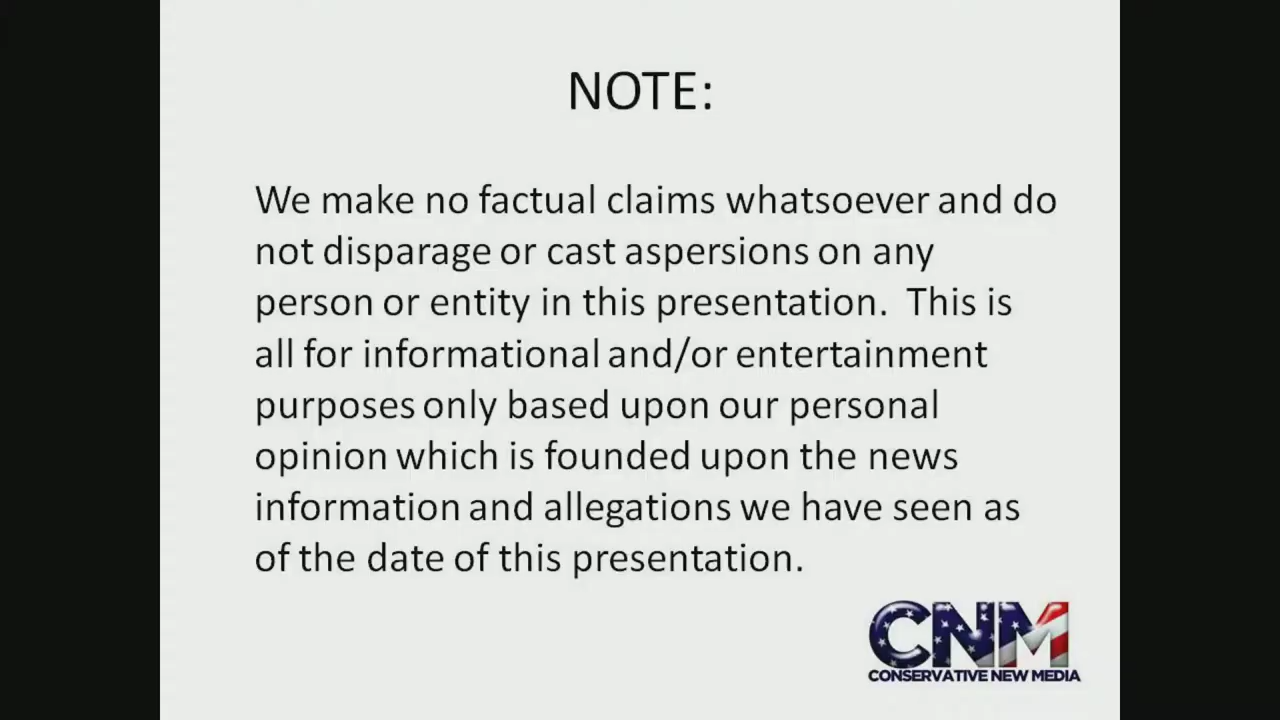 NOTE:
We make no factual claims whatsoever and do
not disparage or cast aspersions on any
person or entity in this presentation. This is
all for informational and/or entertainment
purposes only based upon our personal
opinion which is founded upon the news
information and allegations we have seen as
of the date of this presentation.
CNM
CONSERVATIVE NEW MEDIA